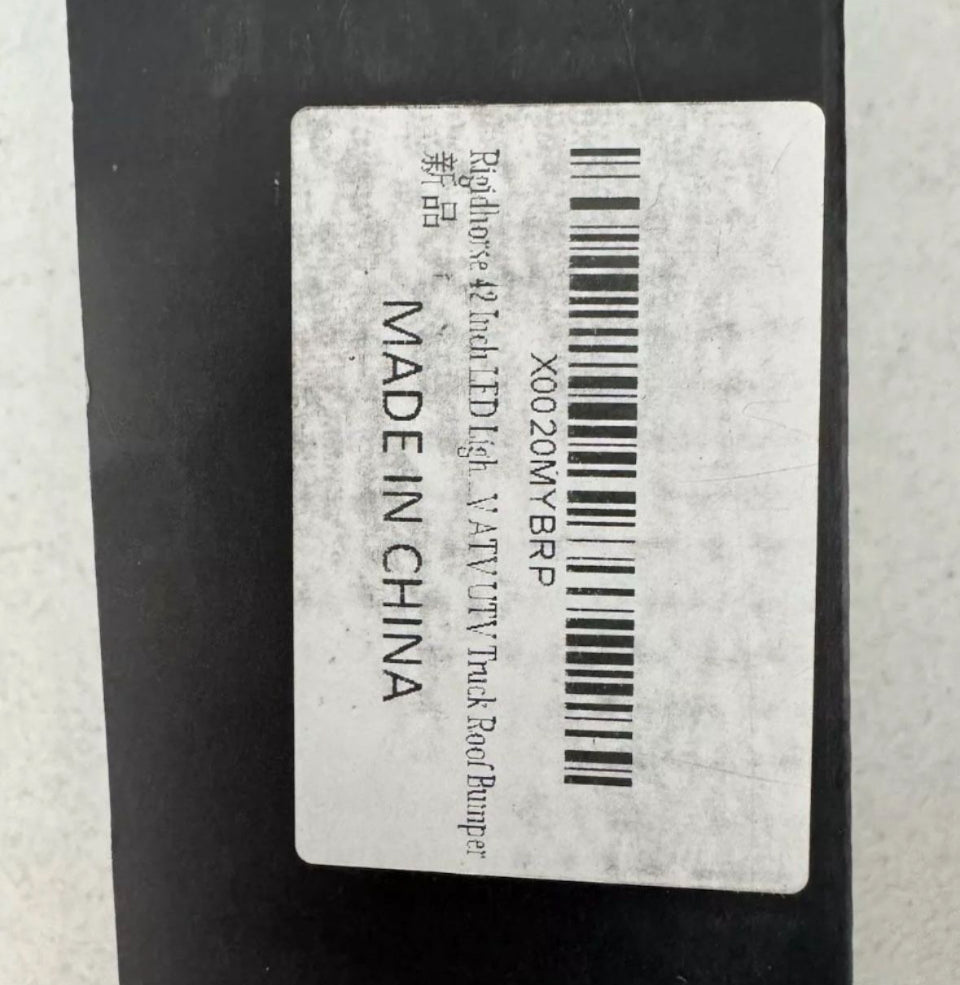 X0020MYBRP
Rigidhorse 42 Inch LED Ligh...V ATV UTV Truck Roof Bumper
新品
MADE IN CHINA